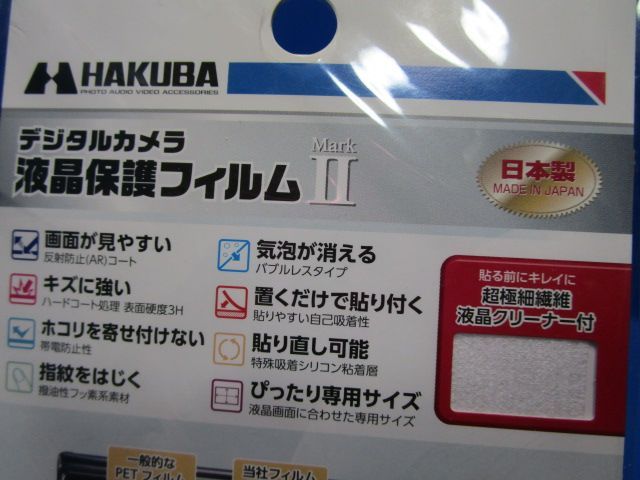 HAKUBA
PHOTO AUDIO VIDEO ACCESSORIES
デジタルカメラ
液晶保護フィルム
Mark
II
日本製
MADE IN JAPAN
画面が見やすい
反射防止(AR)コート
キズに強い
ハードコート処理 表面硬度3H
ホコリを寄せ付けない
帯電防止性
指紋をはじく
撥油性フッ素系素材
気泡が消える
バブルレスタイプ
置くだけで貼り付く
貼りやすい自己吸着性
貼り直し可能
特殊吸着シリコン粘着層
ぴったり専用サイズ
液晶画面に合わせた専用サイズ
貼る前にキレイに
超極細繊維
液晶クリーナー付
一般的な
PET フィルム
当社フィルム